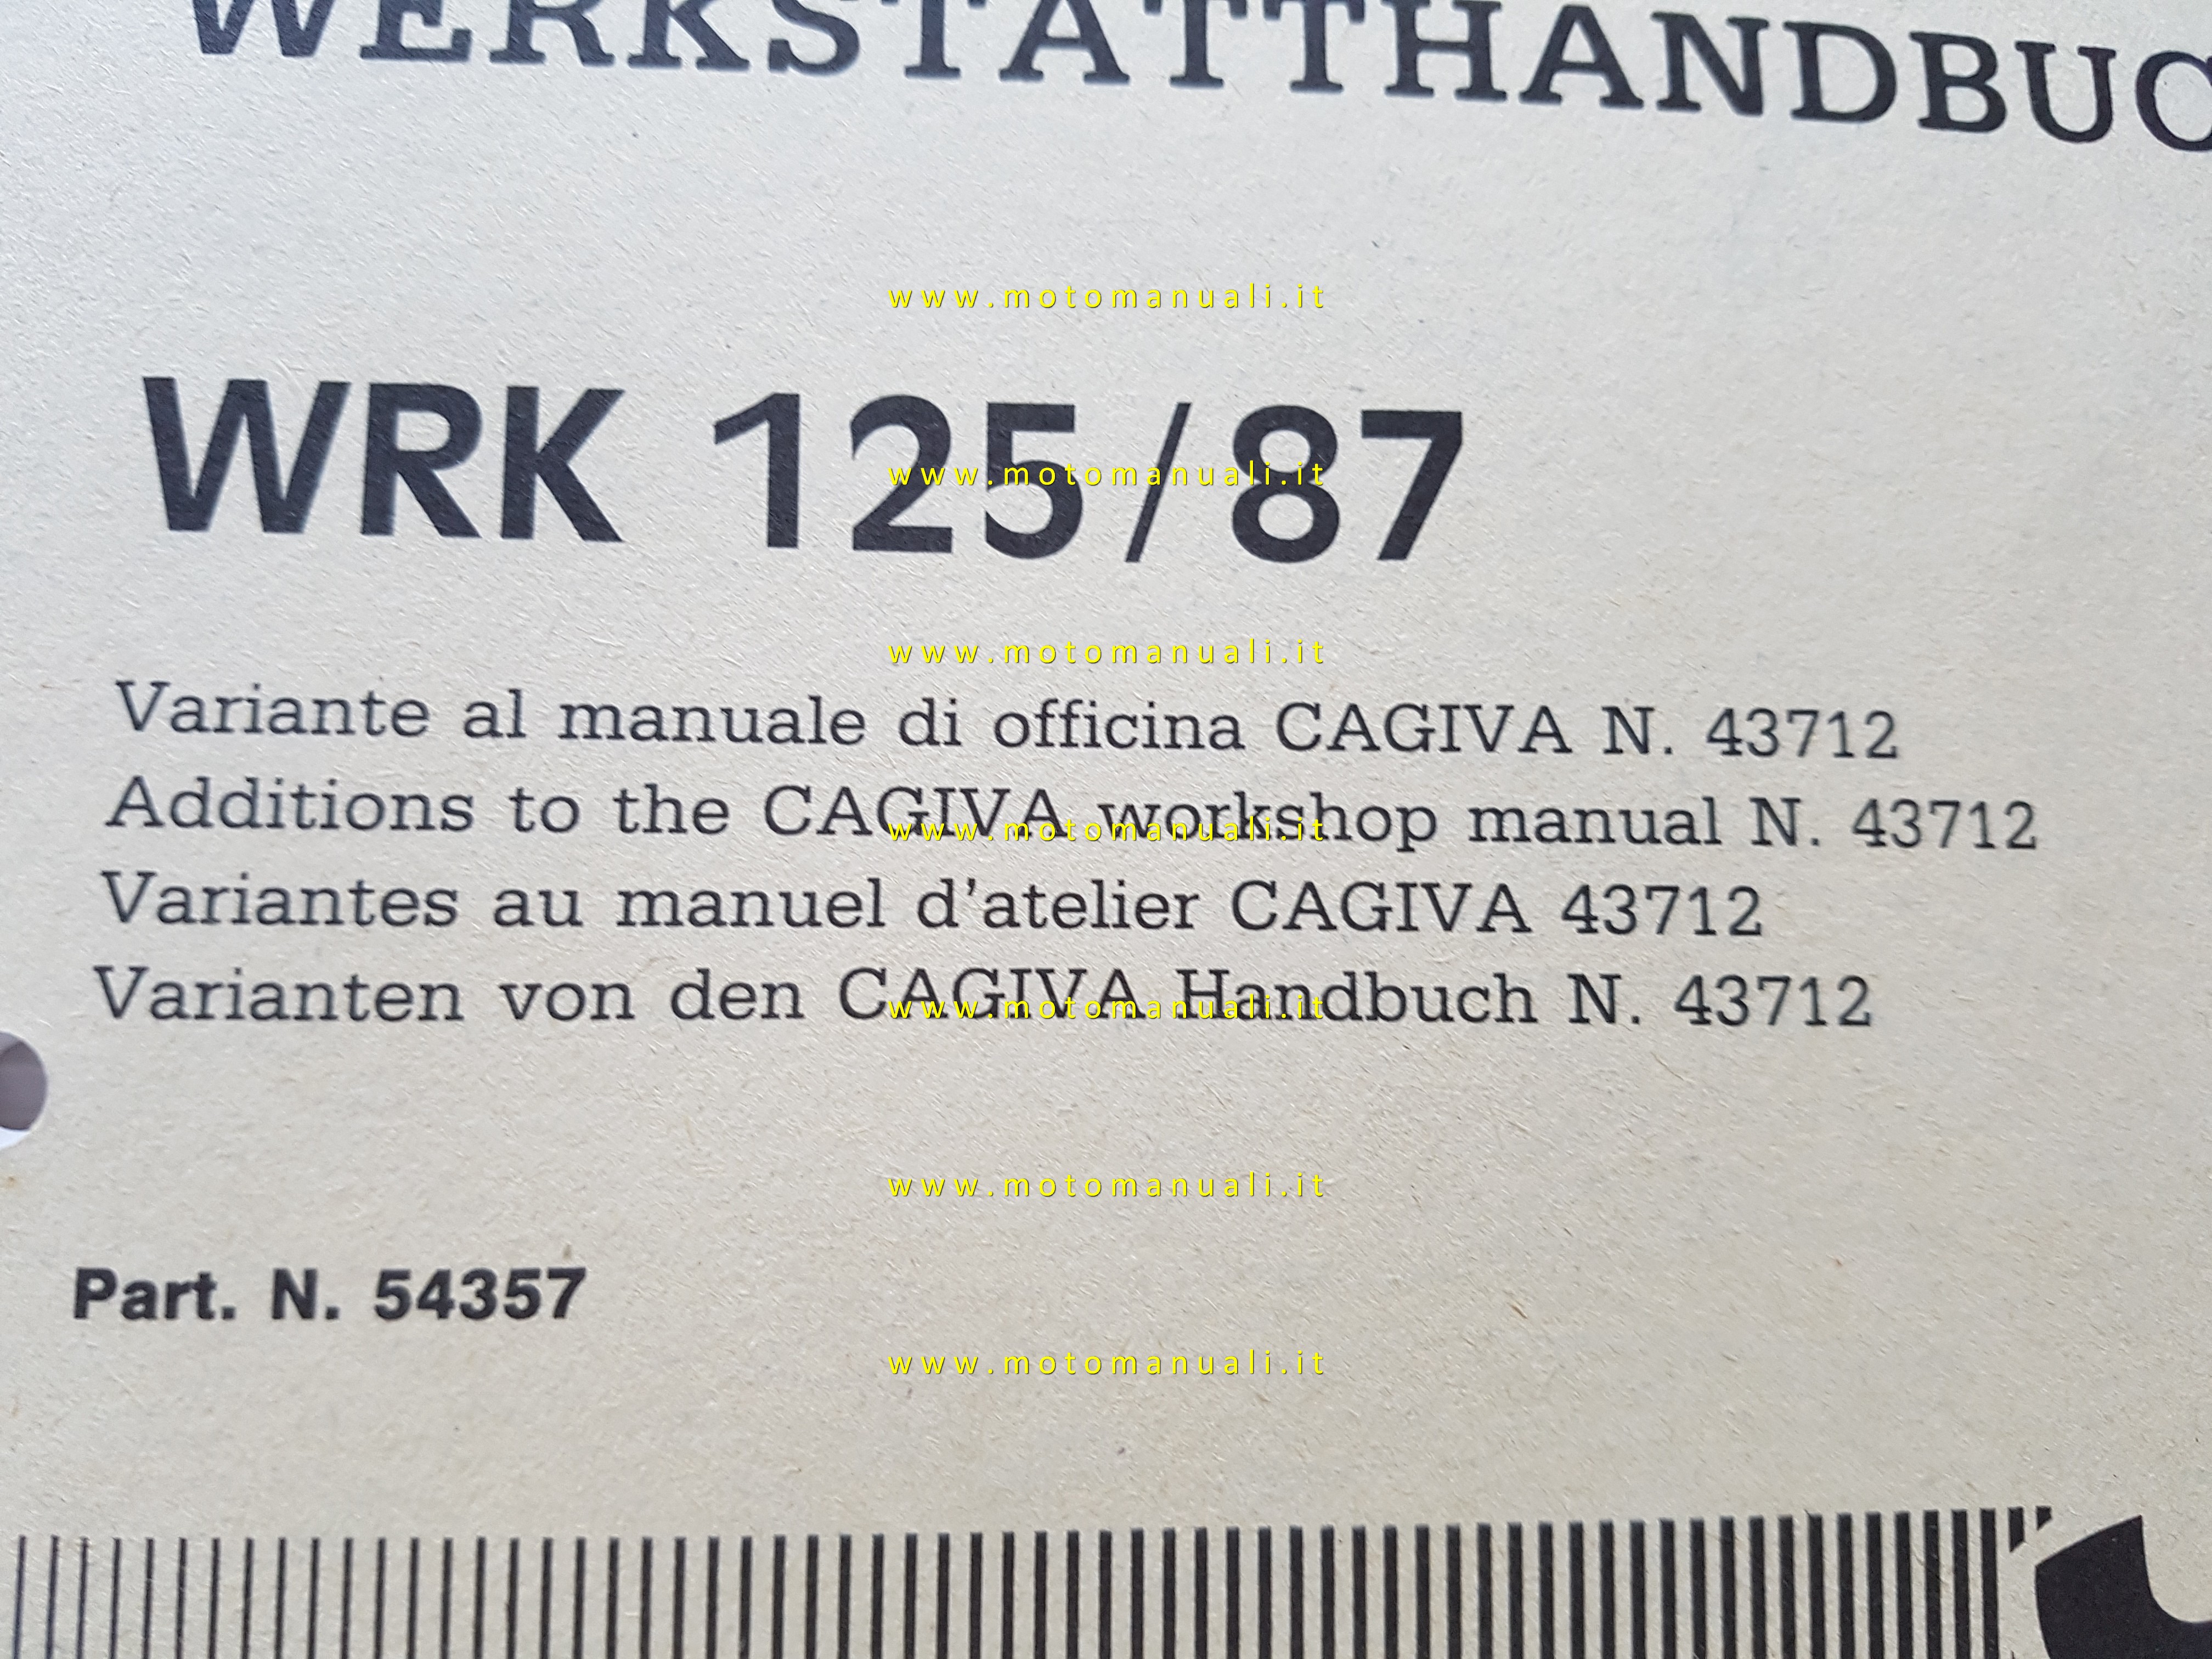 WERKSTATTHANDBUC
www.motomanuali.it
WRK 125/87
www.motomanuali.it
www.motomanuali.it
Variante al manuale di officina CAGIVA N. 43712
Additions to the CAGIVA workshop manual N. 43712
www.motomanuali.it
Variantes au manuel d'atelier CAGIVA 43712
Varianten von den CAGIVA Handbuch N. 43712
www.motomanuali.it
www.motomanuali.it
Part. N. 54357
www.motomanuali.it